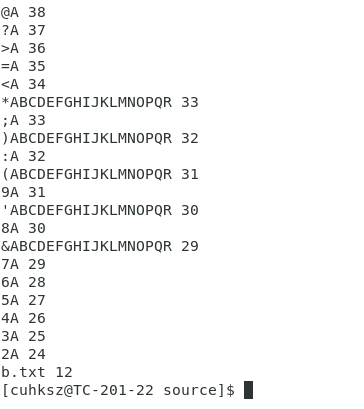 @A 38
?A 37
>A 36
=A 35
<A 34
*ABCDEFGHIJKLMNOPQR 33
;A 33
)ABCDEFGHIJKLMNOPQR 32
:A 32
(ABCDEFGHIJKLMNOPQR 31
9A 31
'ABCDEFGHIJKLMNOPQR 30
8A 30
&ABCDEFGHIJKLMNOPQR 29
7A 29
6A 28
5A 27
4A 26
3A 25
2A 24
b.txt 12
[cuhksz@TC-201-22 source]$